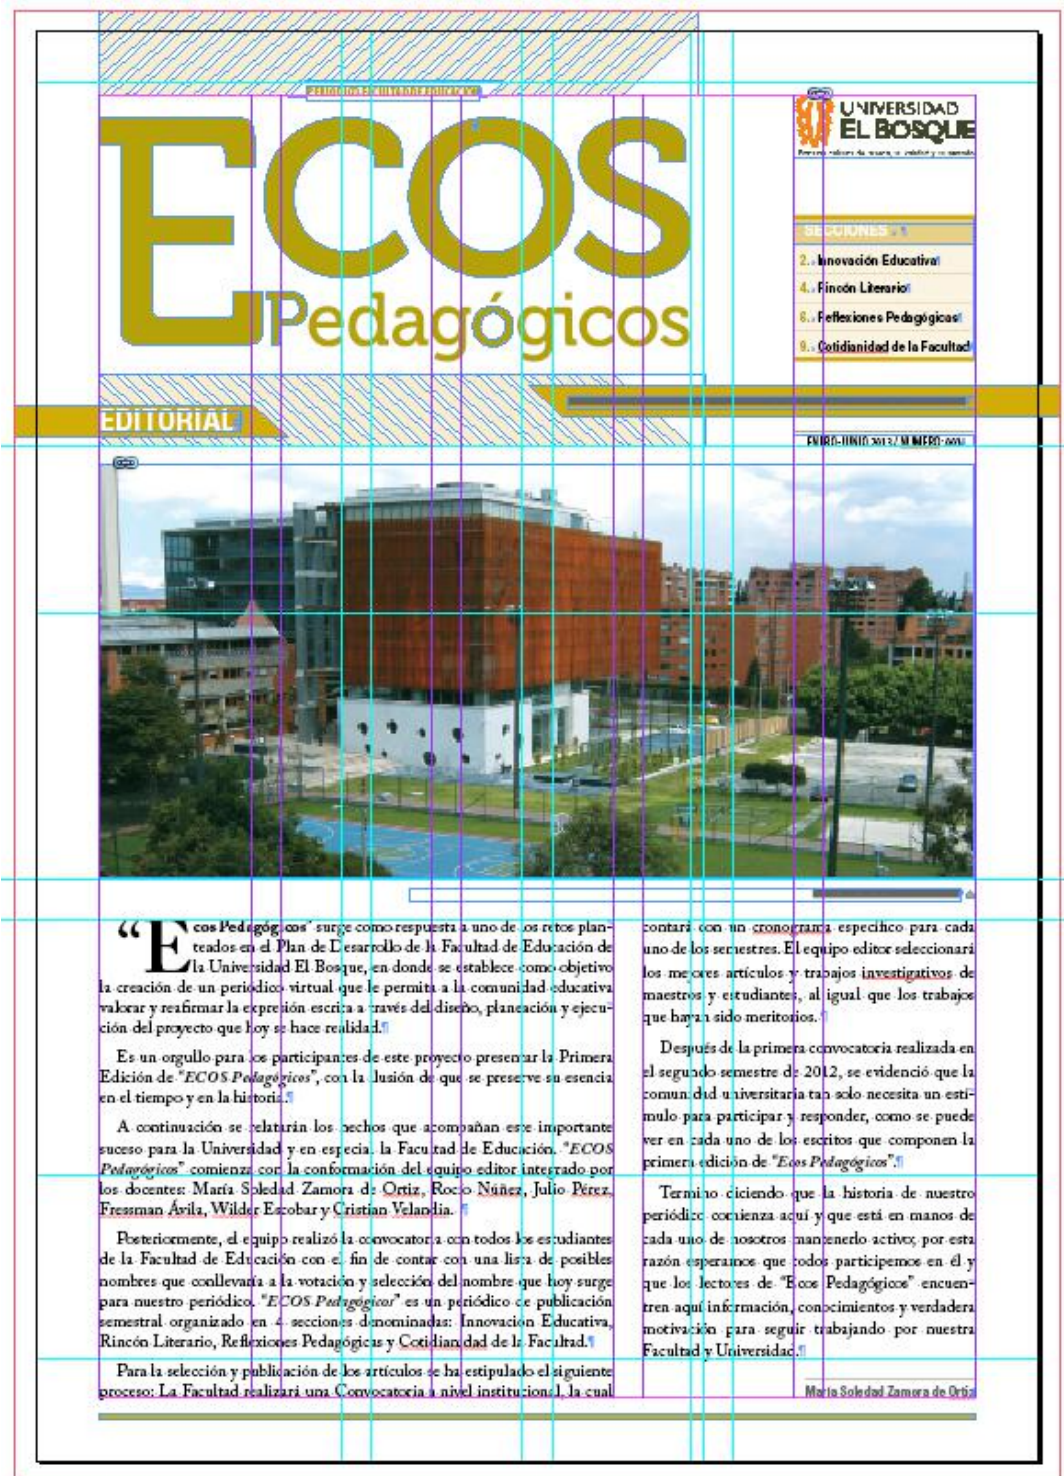 PERIÓDICO FACULTAD DE EDUCACIÓN
ECOS
Pedagógicos
UNIVERSIDAD
EL BOSQUE
SECCIONES
2. Innovación Educativa
4. Rincón Literario
6. Reflexiones Pedagógicas
9. Cotidianidad de la Facultad
EDITORIAL
ENERO-JUNIO 2013 / NUMERO: 0001
“Ecos Pedagógicos” surge como respuesta a uno de los retos plan-
teados en el Plan de Desarrollo de la Facultad de Educación de
la Universidad El Bosque, en donde se establece como objetivo
la creación de un periódico virtual que le permita a la comunidad educativa
valorar y reafirmar la expresión escrita a través del diseño, planeación y ejecu-
ción del proyecto que hoy se hace realidad.
Es un orgullo para los participantes de este proyecto presentar la Primera
Edición de “ECOS Pedagógicos”, con la ilusión de que se preserve su esencia
en el tiempo y en la historia.
A continuación se relatarán los hechos que acompañan este importante
suceso para la Universidad y en especial la Facultad de Educación. “ECOS
Pedagógicos” comienza con la conformación del equipo editor integrado por
los docentes: María Soledad Zamora de Ortiz, Rocío Núñez, Julio Pérez,
Fressman Ávila, Wilder Escobar y Cristian Velandia.
Posteriormente, el equipo realizó la convocatoria con todos los estudiantes
de la Facultad de Educación con el fin de contar con una lista de posibles
nombres que conllevaría a la votación y selección del nombre que hoy surge
para nuestro periódico. “ECOS Pedagógicos” es un periódico de publicación
semestral organizado en 4 secciones denominadas: Innovación Educativa,
Rincón Literario, Reflexiones Pedagógicas y Cotidianidad de la Facultad.
Para la selección y publicación de los artículos se ha estipulado el siguiente
proceso: La Facultad realizará una Convocatoria a nivel institucional, la cual
contará con un cronograma específico para cada
uno de los semestres. El equipo editor seleccionará
los mejores artículos y trabajos investigativos de
maestros y estudiantes, al igual que los trabajos
que hayan sido meritorios.
Después de la primera convocatoria realizada en
el segundo semestre de 2012, se evidenció que la
comunidad universitaria tan solo necesita un estí-
mulo para participar y responder, como se puede
ver en cada uno de los escritos que componen la
primera edición de “Ecos Pedagógicos”.
Termino diciendo que la historia de nuestro
periódico comienza aquí y que está en manos de
cada uno de nosotros mantenerlo activo; por esta
razón esperamos que todos participemos en él y
que los lectores de “Ecos Pedagógicos” encuen-
tren aquí información, conocimientos y verdadera
motivación para seguir trabajando por nuestra
Facultad y Universidad.
María Soledad Zamora de Ortiz